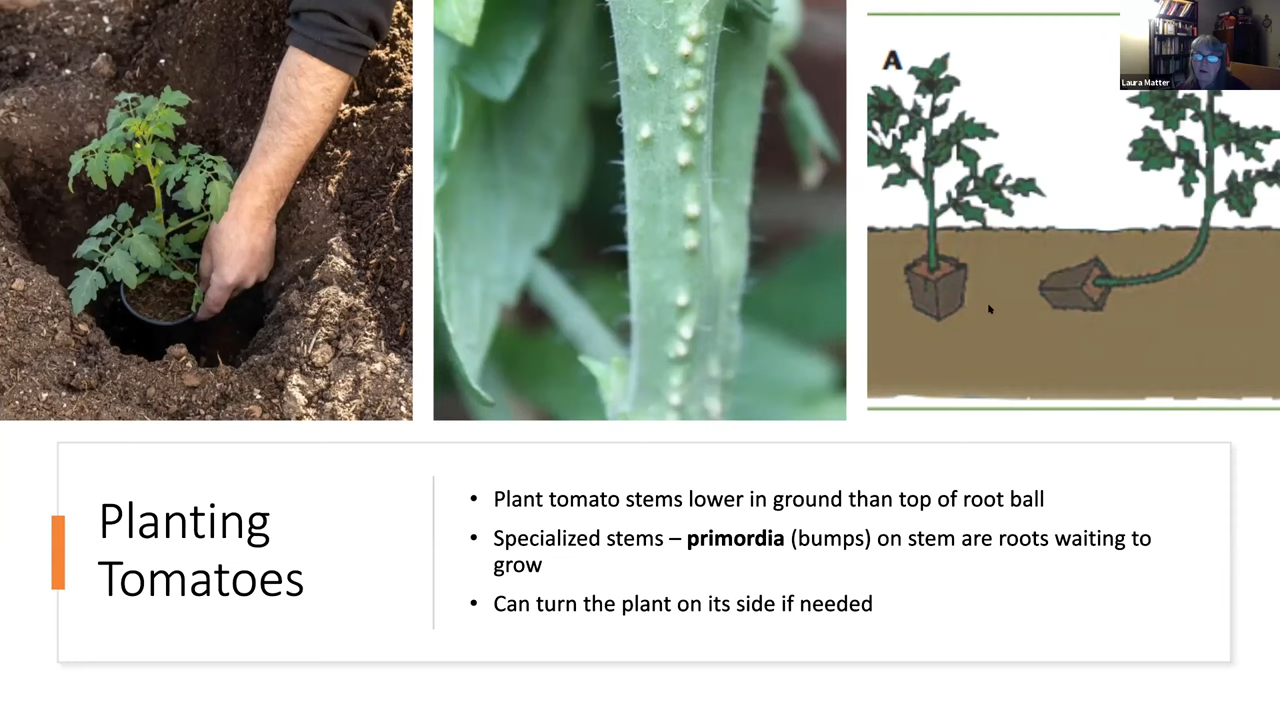 A
Laura Matter
Planting
Tomatoes
• Plant tomato stems lower in ground than top of root ball
• Specialized stems – primordia (bumps) on stem are roots waiting to
grow
• Can turn the plant on its side if needed